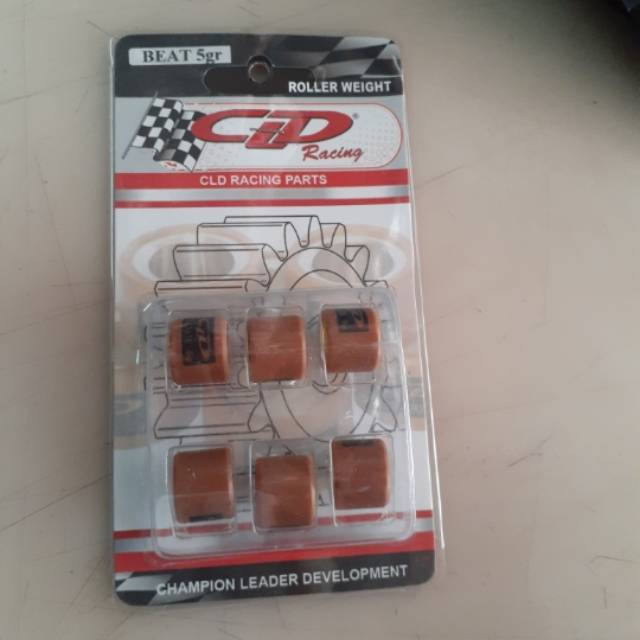 BEAT 5gr
ROLLER WEIGHT
CLD®
Racing
CLD RACING PARTS
CHAMPION LEADER DEVELOPMENT